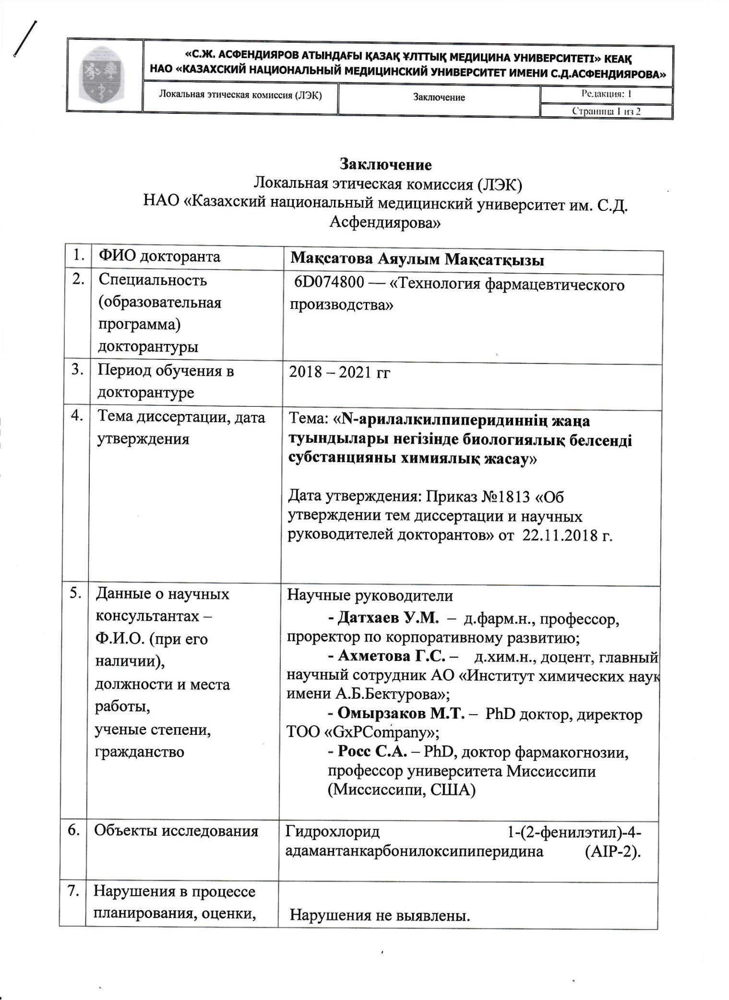 «С.Ж. АСФЕНДИЯРОВ АТЫНДАҒЫ ҚАЗАҚ ҰЛТТЫҚ МЕДИЦИНА УНИВЕРСИТЕТІ» КЕАҚ
НАО «КАЗАХСКИЙ НАЦИОНАЛЬНЫЙ МЕДИЦИНСКИЙ УНИВЕРСИТЕТ ИМЕНИ С.Д.АСФЕНДИЯРОВА»
Локальная этическая комиссия (ЛЭК)
Заключение
Редакция: 1
Страница 1 из 2
Заключение
Локальная этическая комиссия (ЛЭК)
НАО «Казахский национальный медицинский университет им. С.Д.
Асфендиярова»
1. ФИО докторанта
Мақсатова Аяулым Мақсатқызы
2. Специальность
(образовательная
программа)
докторантуры
6D074800 — «Технология фармацевтического
производства»
3. Период обучения в
докторантуре
2018 – 2021 гг
4. Тема диссертации, дата
утверждения
Тема: «N-арилалкилпиперидиннің жаңа
туындылары негізінде биологиялық белсенді
субстанцияны химиялық жасау»
Дата утверждения: Приказ №1813 «Об
утверждении тем диссертации и научных
руководителей докторантов» от 22.11.2018 г.
5. Данные о научных
консультантах –
Ф.И.О. (при его
наличии),
должности и места
работы,
ученые степени,
гражданство
Научные руководители
- Датхаев У.М. – д.фарм.н., профессор,
проректор по корпоративному развитию;
- Ахметова Г.С. – д.хим.н., доцент, главный
научный сотрудник АО «Институт химических наук
имени А.Б.Бектурова»;
- Омырзаков М.Т. – PhD доктор, директор
ТОО «GxPCompany»;
- Росс С.А. – PhD, доктор фармакогнозии,
профессор университета Миссиссипи
(Миссиссипи, США)
6. Объекты исследования
Гидрохлорид 1-(2-фенилэтил)-4-
адамантанкарбонилоксипиперидина (AIP-2).
7. Нарушения в процессе
планирования, оценки,
Нарушения не выявлены.